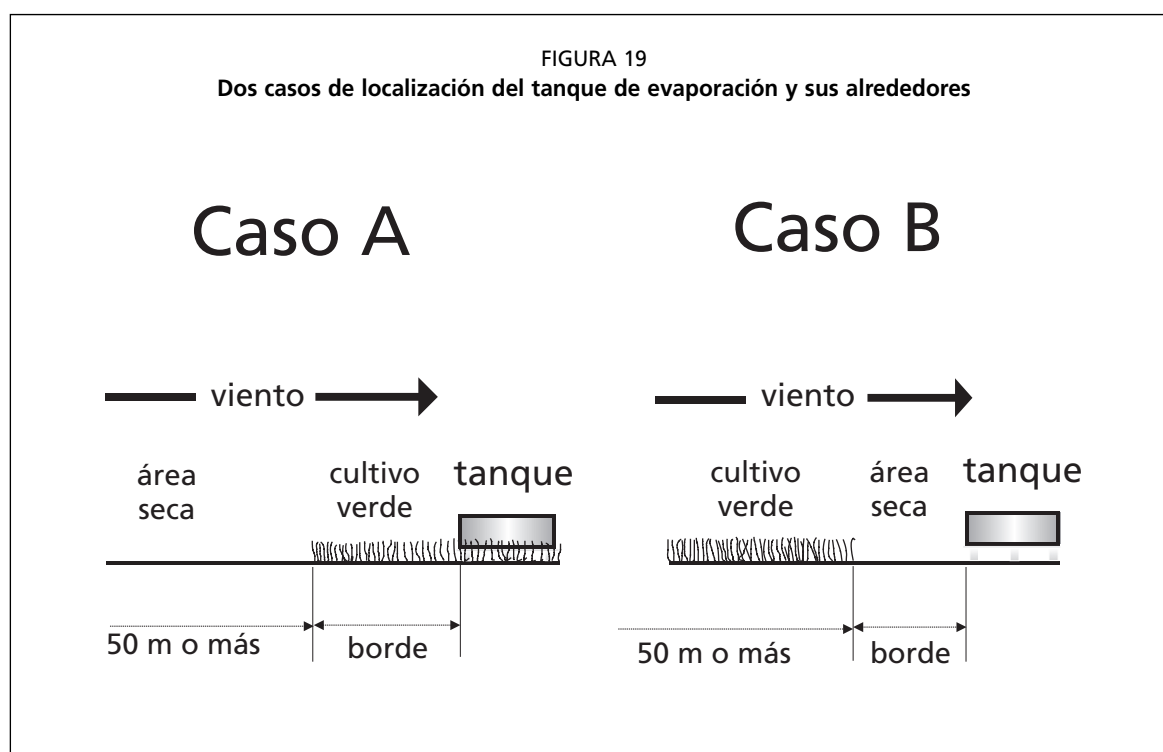 FIGURA 19
Dos casos de localización del tanque de evaporación y sus alrededores
Caso A
viento
área
seca
cultivo
verde
tanque
50 m o más
borde
Caso B
viento
cultivo
verde
área
seca
tanque
50 m o más
borde